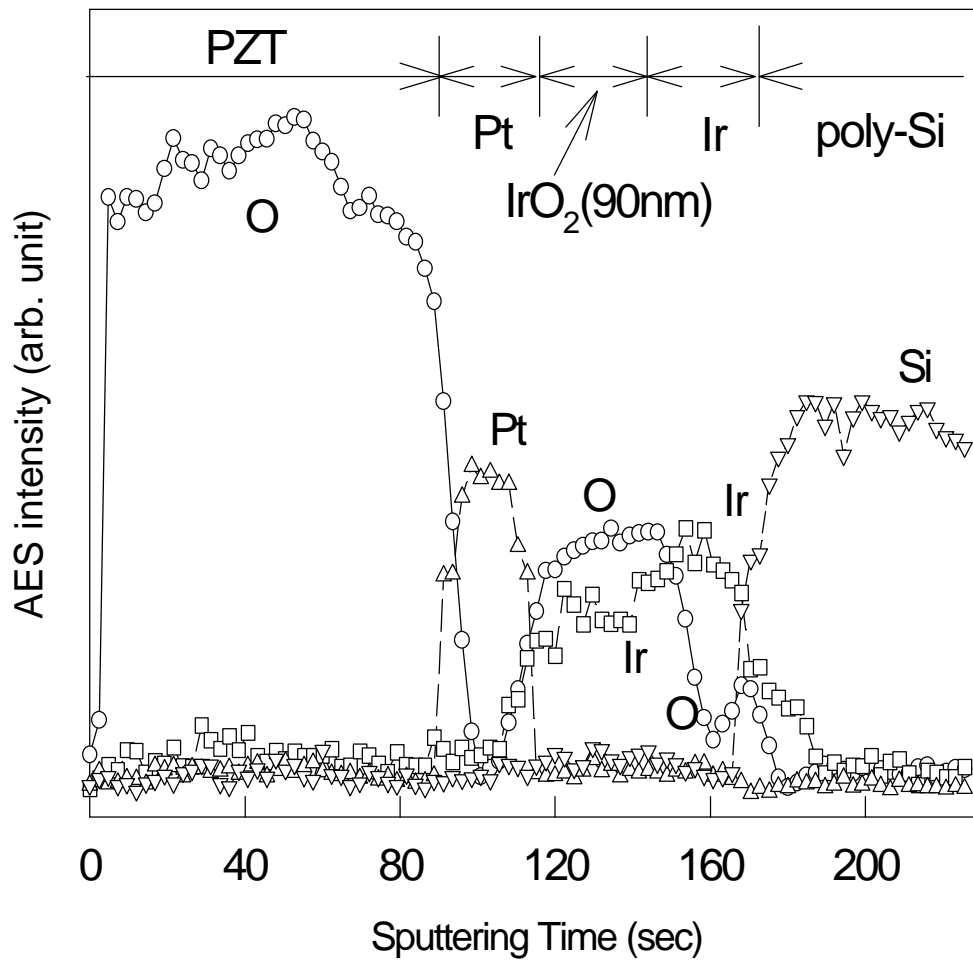 PZT
Pt
Ir
poly-Si
IrO₂(90nm)
O
Si
Pt
O
Ir
Ir
O
AES intensity (arb. unit)
0 40 80 120 160 200
Sputtering Time (sec)